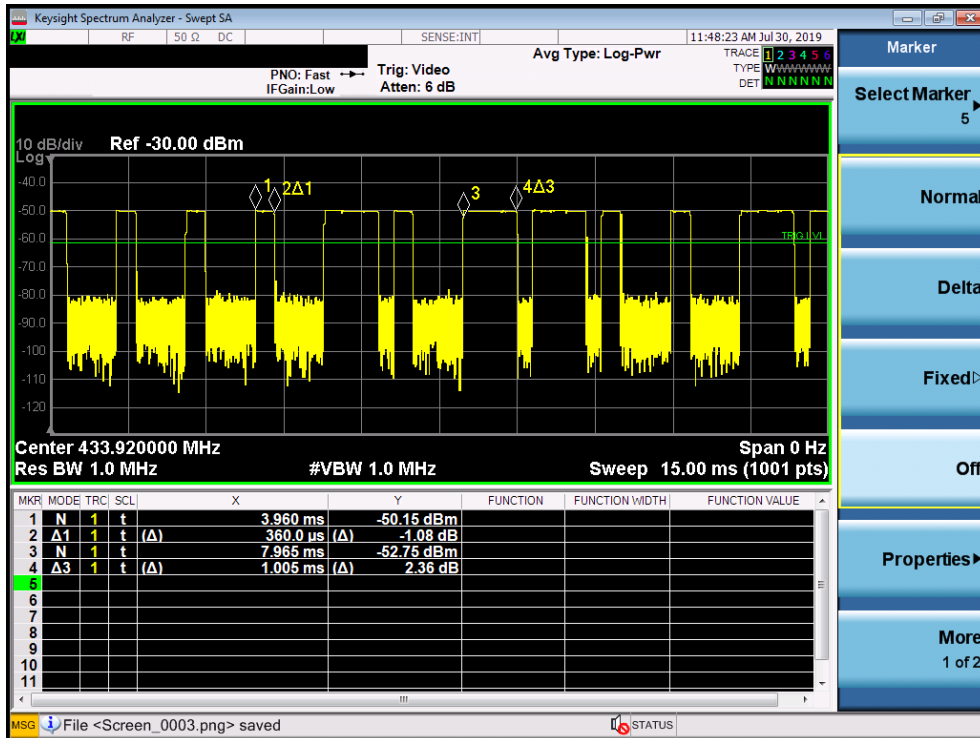 Keysight Spectrum Analyzer - Swept SA
LXI
RF 50 Ω DC SENSE:INT 11:48:23 AM Jul 30, 2019
PNO: Fast Trig: Video Avg Type: Log-Pwr TRACE 1 2 3 4 5 6
IFGain:Low Atten: 6 dB TYPE WWWWWW
DET N N N N N N
10 dB/div Ref -30.00 dBm
Log
1 2Δ1 3 4Δ3
-40.0
-50.0
-60.0
TRIG LVL
-70.0
-80.0
-90.0
-100
-110
-120
Center 433.920000 MHz Span 0 Hz
Res BW 1.0 MHz #VBW 1.0 MHz Sweep 15.00 ms (1001 pts)
MKR MODE TRC SCL X Y FUNCTION FUNCTION WIDTH FUNCTION VALUE
1 N 1 t 3.960 ms -50.15 dBm
2 Δ1 1 t (Δ) 360.0 µs (Δ) -1.08 dB
3 N 1 t 7.965 ms -52.75 dBm
4 Δ3 1 t (Δ) 1.005 ms (Δ) 2.36 dB
5
6
7
8
9
10
11
MSG File <Screen_0003.png> saved STATUS
Marker
Select Marker
5
Normal
Delta
Fixed
Off
Properties
More
1 of 2